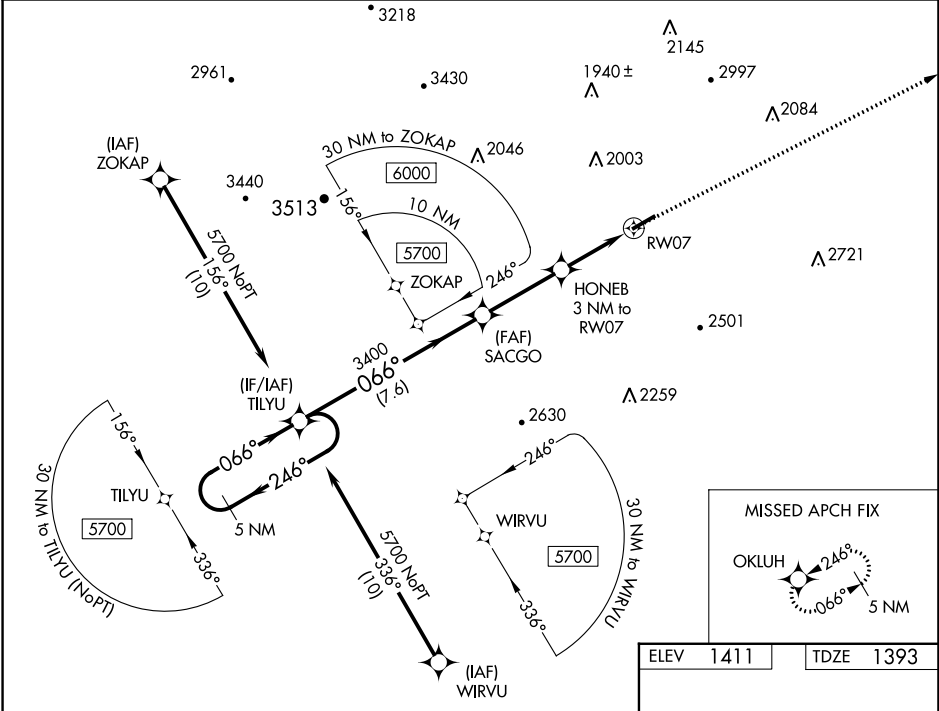 3218
2145
2961
3430
1940 ±
2997
2084
(IAF)
ZOKAP
30 NM to ZOKAP
6000
2046
2003
3440
3513
156°
10 NM
5700
ZOKAP
246°
RW07
2721
5700 NoPT
156°
(10)
HONEB
3 NM to
RW07
(FAF)
SACGO
2501
3400
066°
(7.6)
(IF/IAF)
TILYU
2259
2630
156°
066°
246°
246°
TILYU
5700
5 NM
30 NM to TILYU (NoPT)
336°
WIRVU
5700
30 NM to WIRVU
336°
5700 NoPT
336°
(10)
(IAF)
WIRVU
MISSED APCH FIX
OKLUH
246°
066°
5 NM
ELEV 1411
TDZE 1393